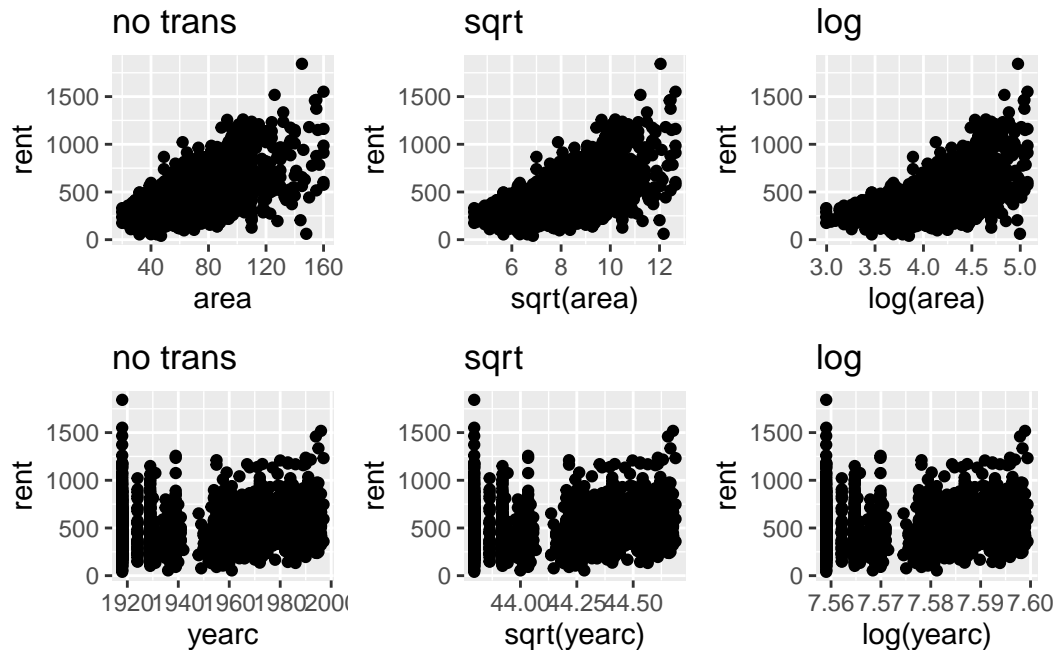 no trans
sqrt
log
rent
1500
1000
500
0
40 80 120 160
area
rent
1500
1000
500
0
6 8 10 12
sqrt(area)
rent
1500
1000
500
0
3.0 3.5 4.0 4.5 5.0
log(area)
no trans
sqrt
log
rent
1500
1000
500
0
1920 1940 1960 1980 2000
yearc
rent
1500
1000
500
0
44.00 44.25 44.50
sqrt(yearc)
rent
1500
1000
500
0
7.56 7.57 7.58 7.59 7.60
log(yearc)